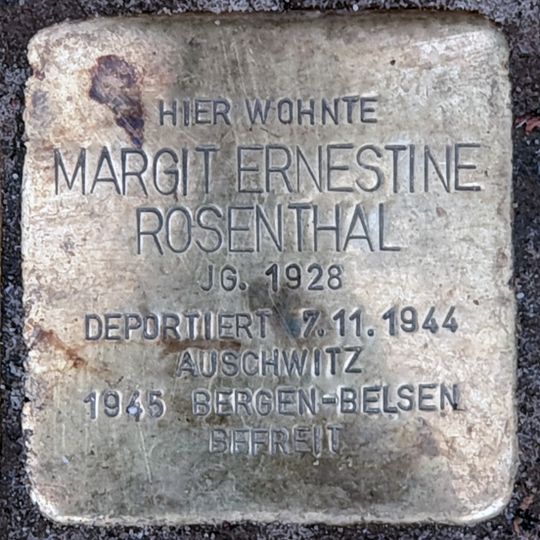 HIER WOHNTE
MARGIT ERNESTINE
ROSENTHAL
JG. 1928
DEPORTIERT 7.11.1944
AUSCHWITZ
1945 BERGEN-BELSEN
BEFREIT